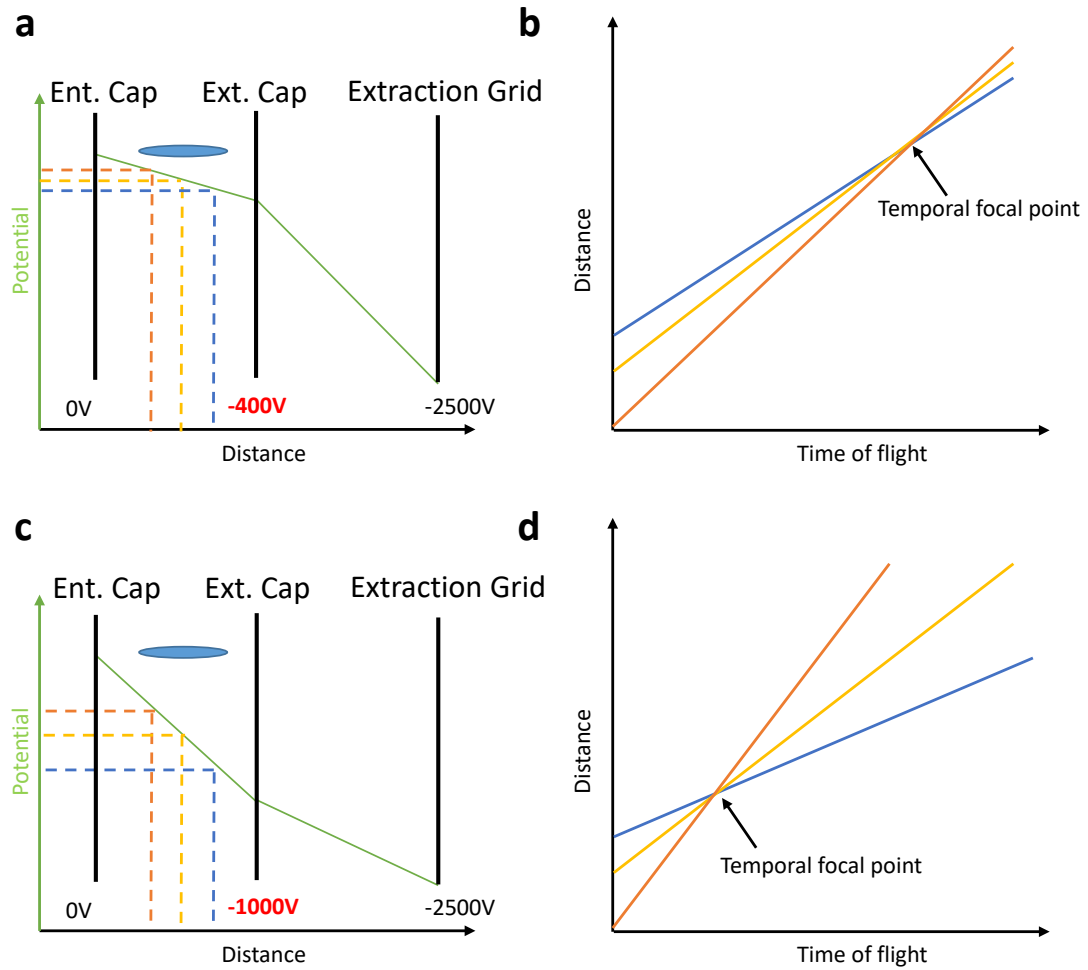 a
Ent. Cap
Ext. Cap
Extraction Grid
Potential
0V
-400V
-2500V
Distance
b
Distance
Temporal focal point
Time of flight
c
Ent. Cap
Ext. Cap
Extraction Grid
Potential
0V
-1000V
-2500V
Distance
d
Distance
Temporal focal point
Time of flight